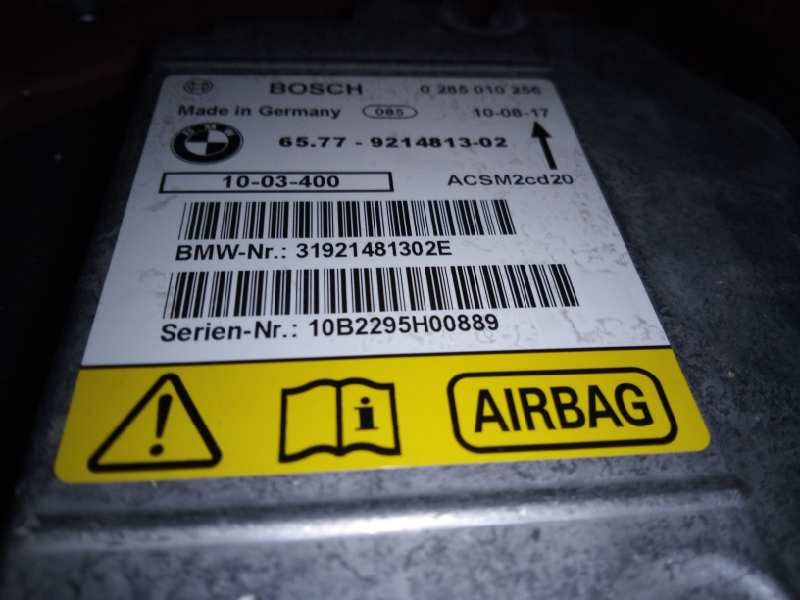 BOSCH 0 285 010 256
Made in Germany 085 10-08-17
BMW 65.77 - 9214813-02
10-03-400 ACSM2cd20
BMW-Nr.: 31921481302E
Serien-Nr.: 10B2295H00889
AIRBAG